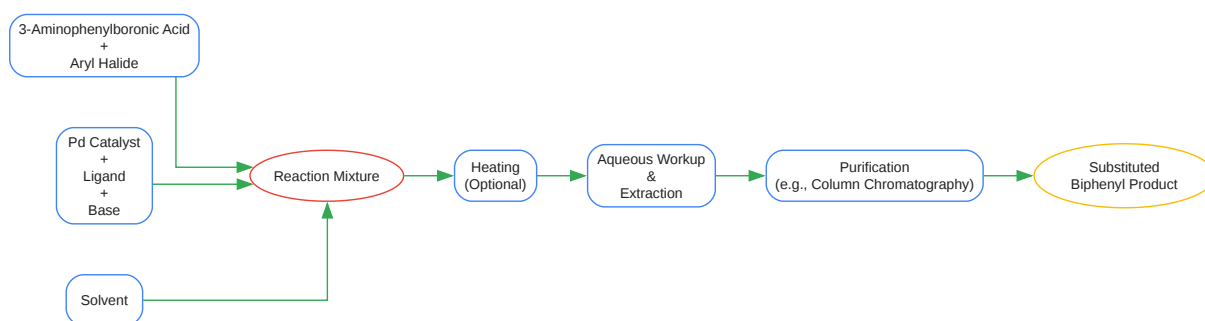 3-Aminophenylboronic Acid
+
Aryl Halide
Pd Catalyst
+
Ligand
+
Base
Solvent
Reaction Mixture
Heating
(Optional)
Aqueous Workup
&
Extraction
Purification
(e.g., Column Chromatography)
Substituted
Biphenyl Product